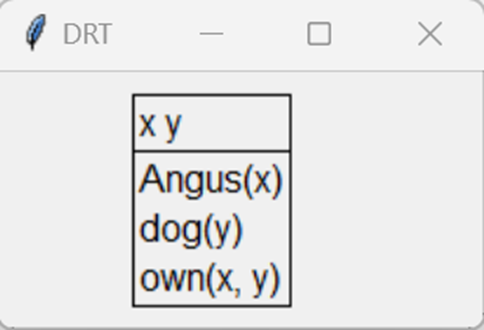 DRT
x y
Angus(x)
dog(y)
own(x, y)